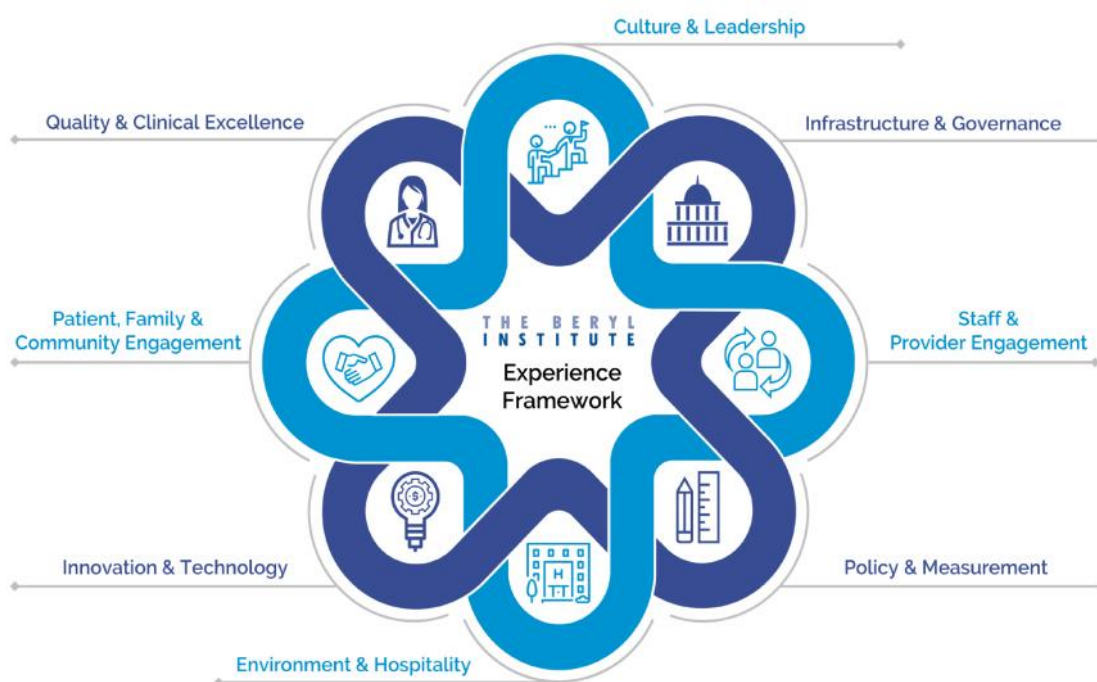 Culture & Leadership
Quality & Clinical Excellence
Infrastructure & Governance
Patient, Family &
Community Engagement
THE BERYL
INSTITUTE
Experience
Framework
Staff &
Provider Engagement
$
H
Innovation & Technology
Policy & Measurement
Environment & Hospitality